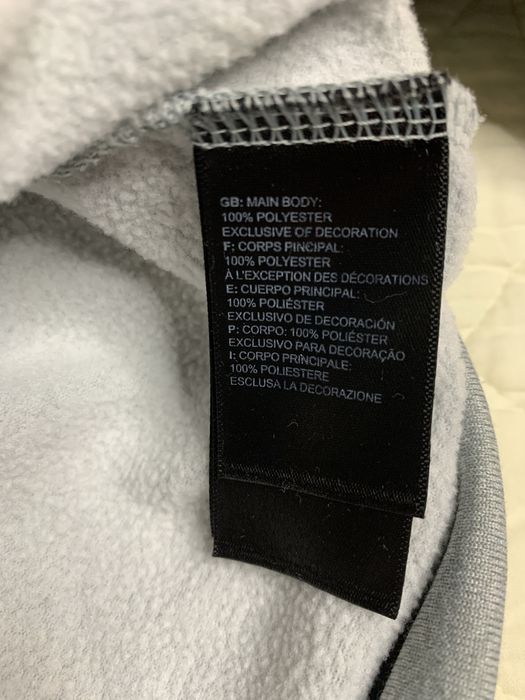 GB: MAIN BODY:
100% POLYESTER
EXCLUSIVE OF DECORATION
F: CORPS PINCIPAL:
100% POLYESTER
À L'EXCEPTION DES DÉCORATIONS
E: CUERPO PRINCIPAL:
100% POLIÉSTER
EXCLUSIVO DE DECORACIÓN
P: CORPO: 100% POLIÉSTER
EXCLUSIVO PARA DECORAÇÃO
I: CORPO PRINCIPALE:
100% POLIESTERE
ESCLUSA LA DECORAZIONE